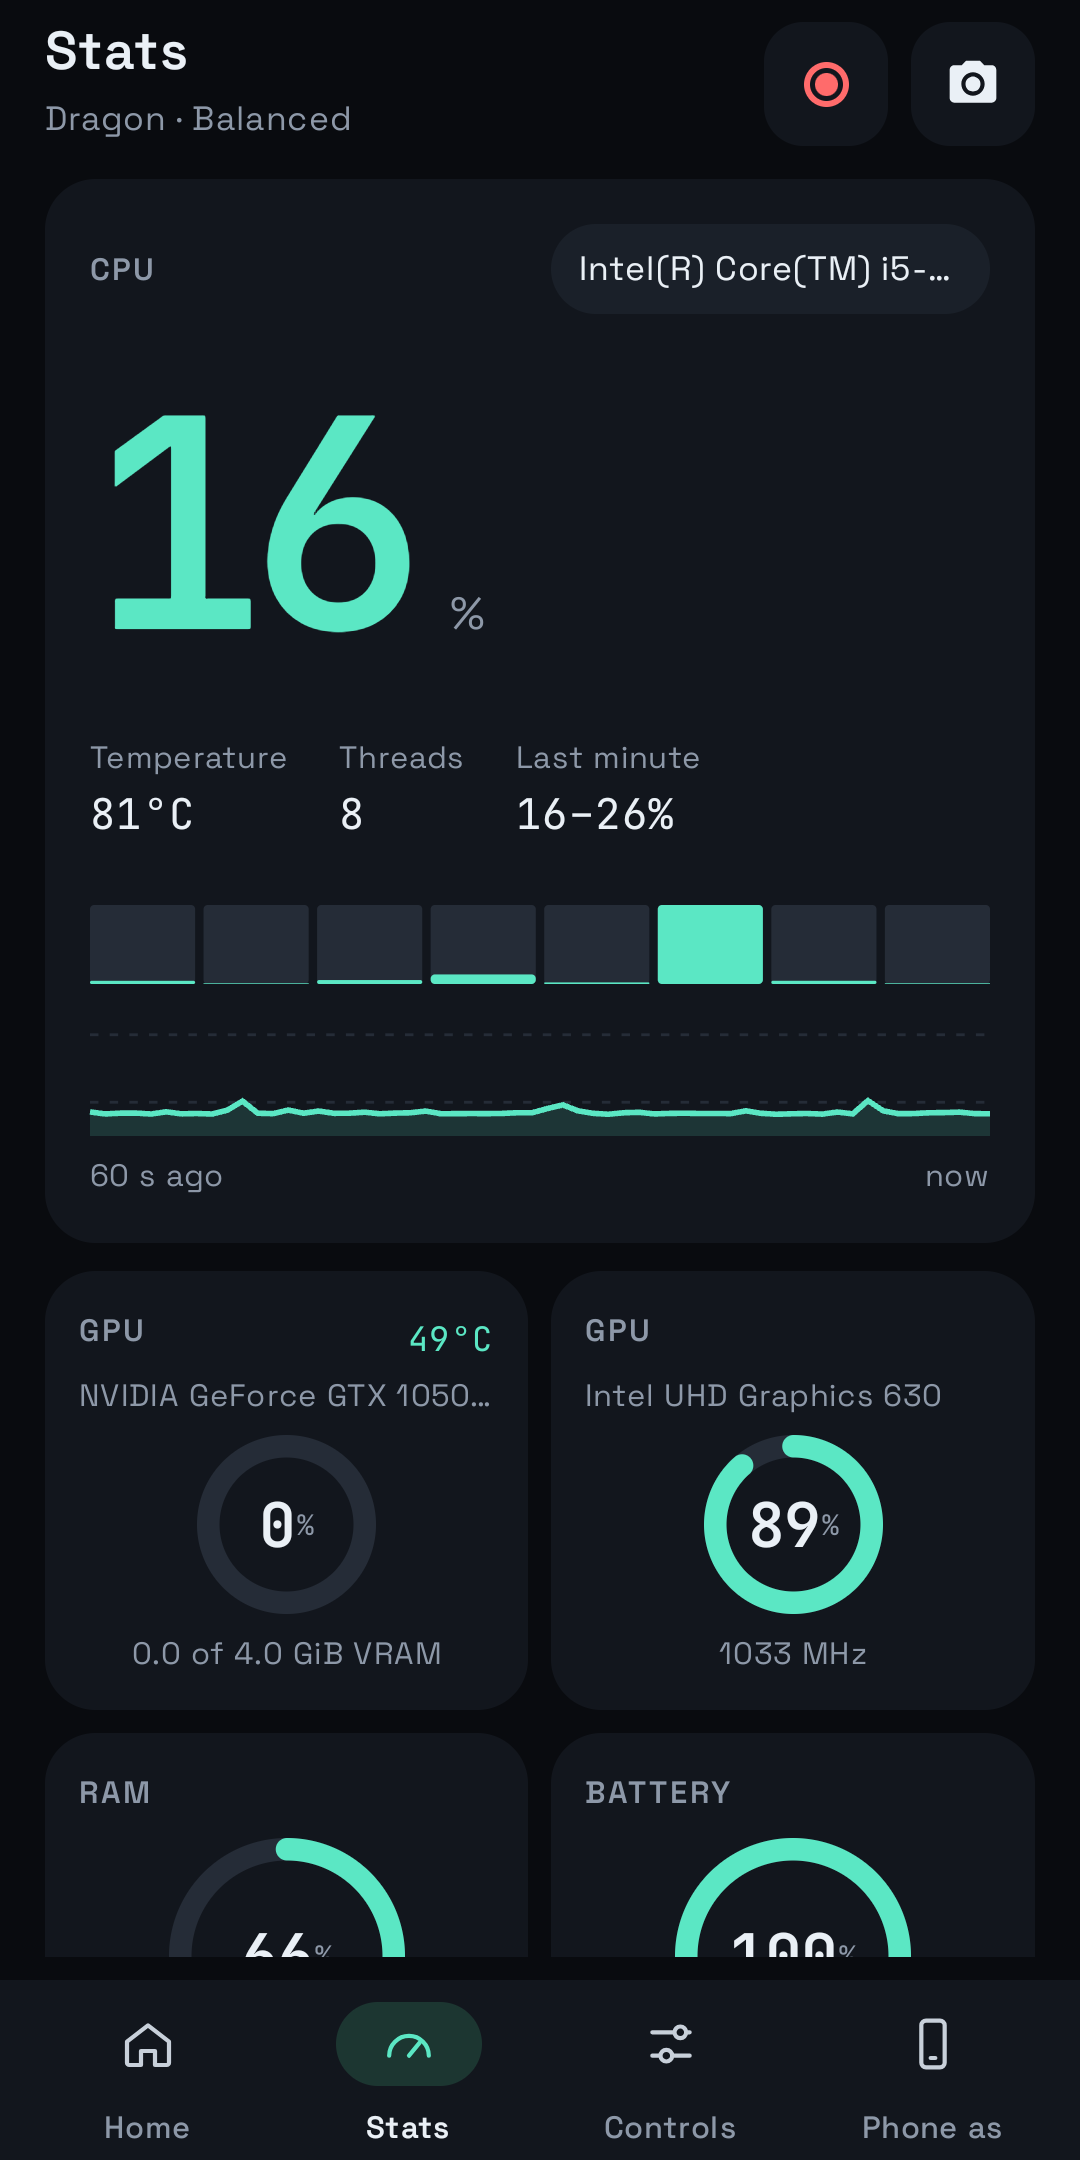 Stats
Dragon · Balanced
CPU
Intel(R) Core(TM) i5-...
16 %
Temperature Threads Last minute
81°C 8 16–26%
60 s ago now
GPU 49°C
NVIDIA GeForce GTX 1050...
0%
0.0 of 4.0 GiB VRAM
GPU
Intel UHD Graphics 630
89%
1033 MHz
RAM
66%
BATTERY
100%
Home Stats Controls Phone as